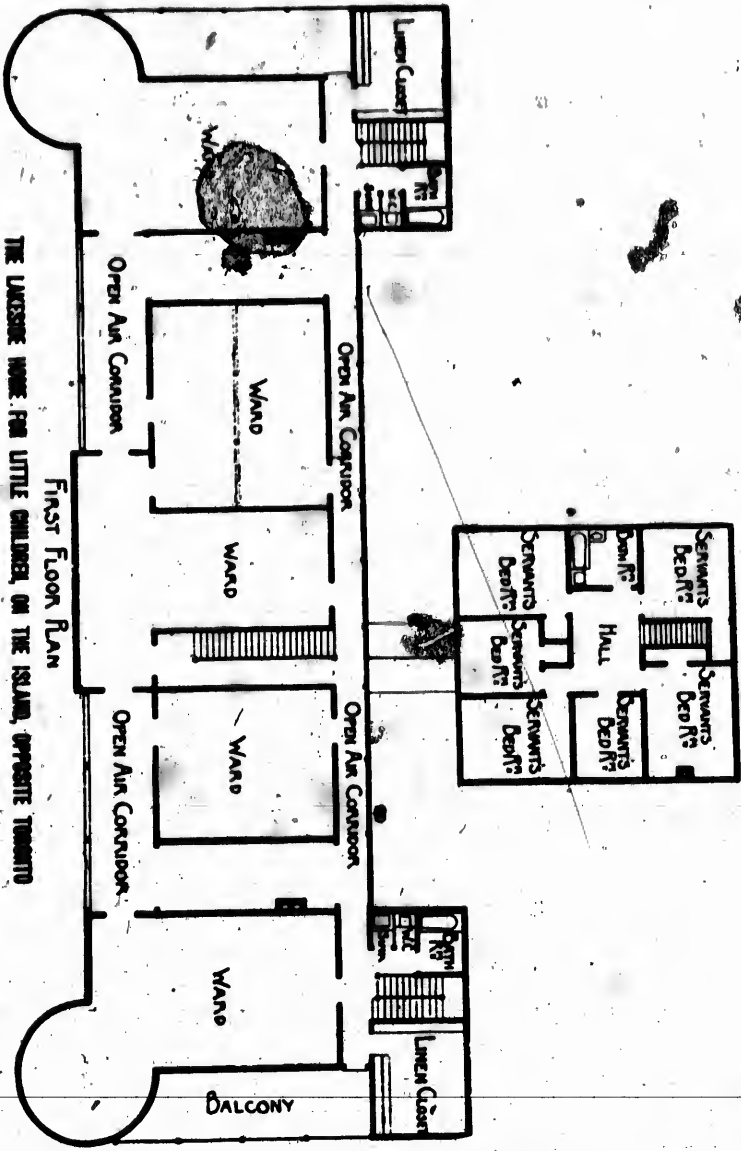 LINEN CLOSET
BATH
RM
W.C.
SINK
WARD
OPEN AIR CORRIDOR
OPEN AIR CORRIDOR
WARD
WARD
WARD
OPEN AIR CORRIDOR
OPEN AIR CORRIDOR
WARD
BALCONY
BATH
RM
W.C.
SINK
LINEN CLOSET
SERVANTS
BED RM
BATH RM
SERVANTS
BED RM
HALL
SERVANTS
BED RM
SERVANTS
BED RM
SERVANTS
BED RM
SERVANTS
BED RM
FIRST FLOOR PLAN
THE LAKESIDE HOME FOR LITTLE CHILDREN, ON THE ISLAND, OPPOSITE TORONTO